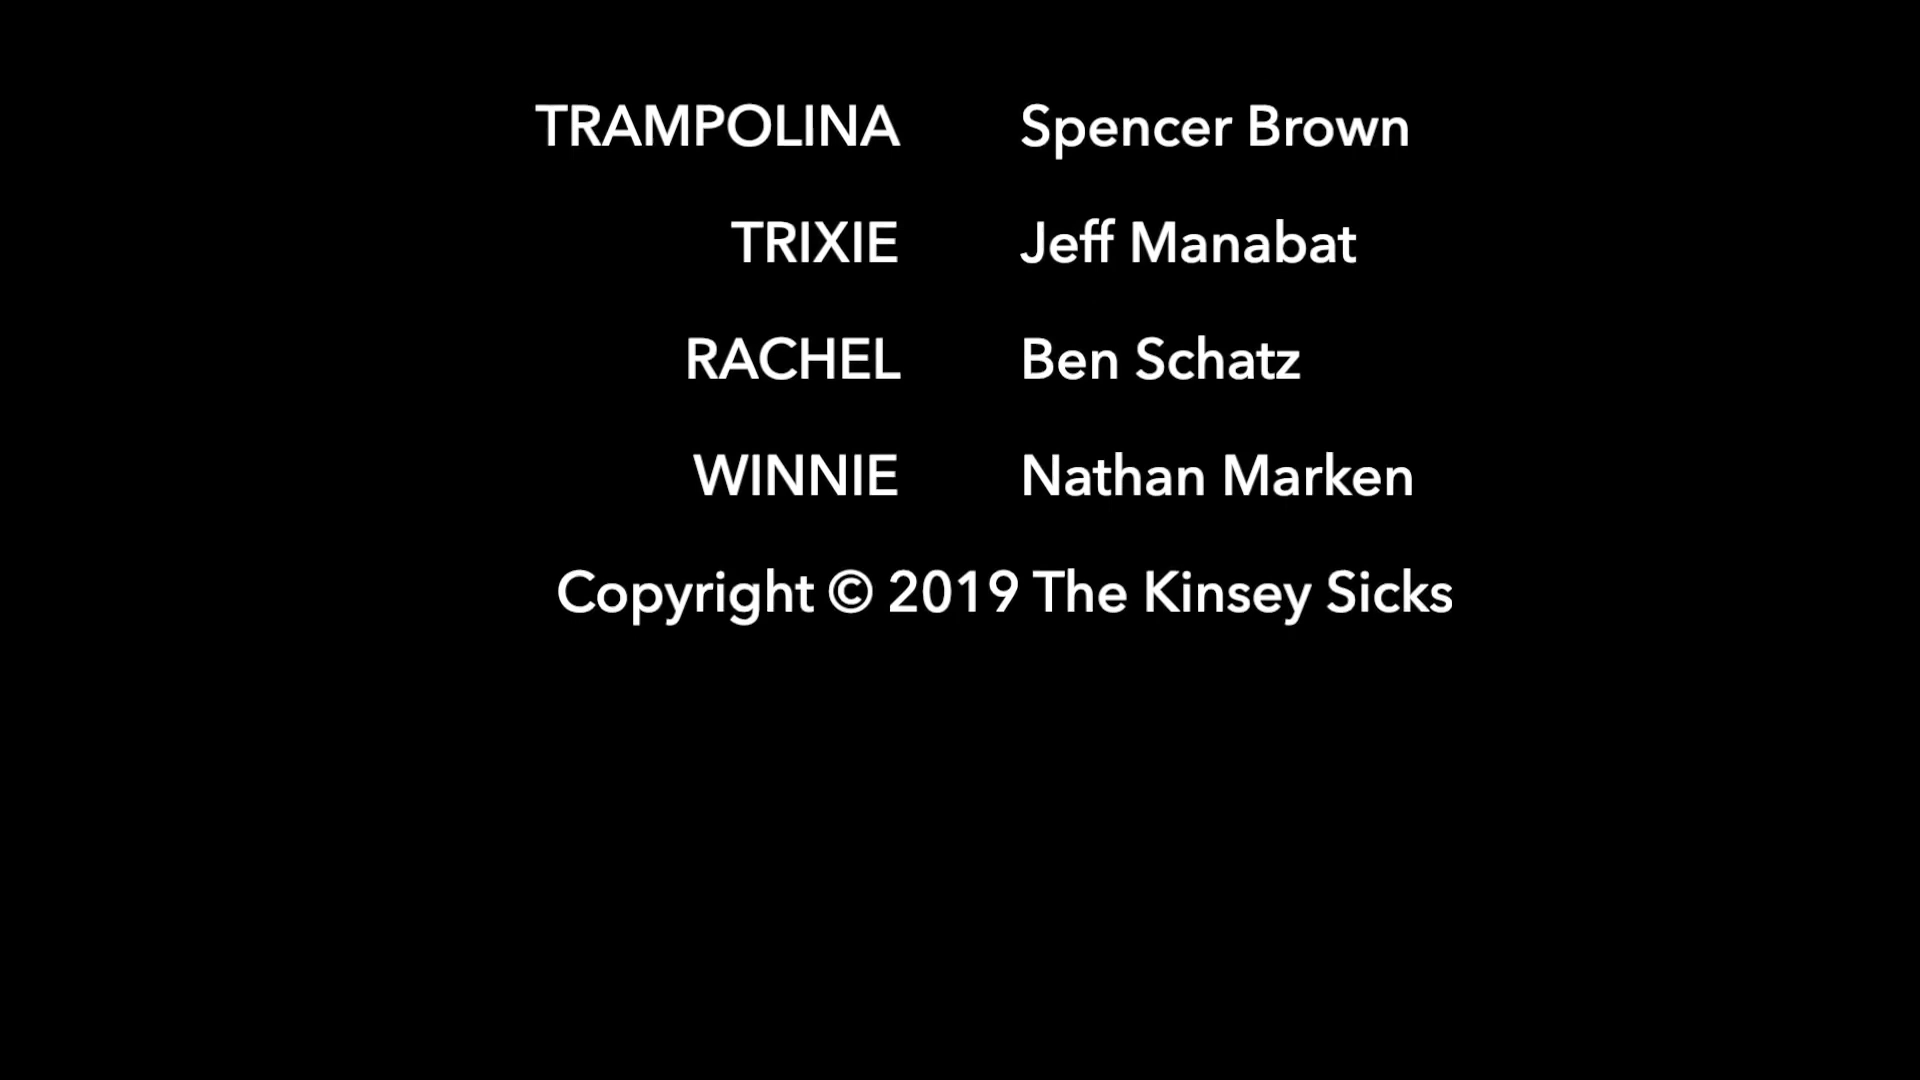 TRAMPOLINA Spencer Brown
TRIXIE Jeff Manabat
RACHEL Ben Schatz
WINNIE Nathan Marken
Copyright © 2019 The Kinsey Sicks